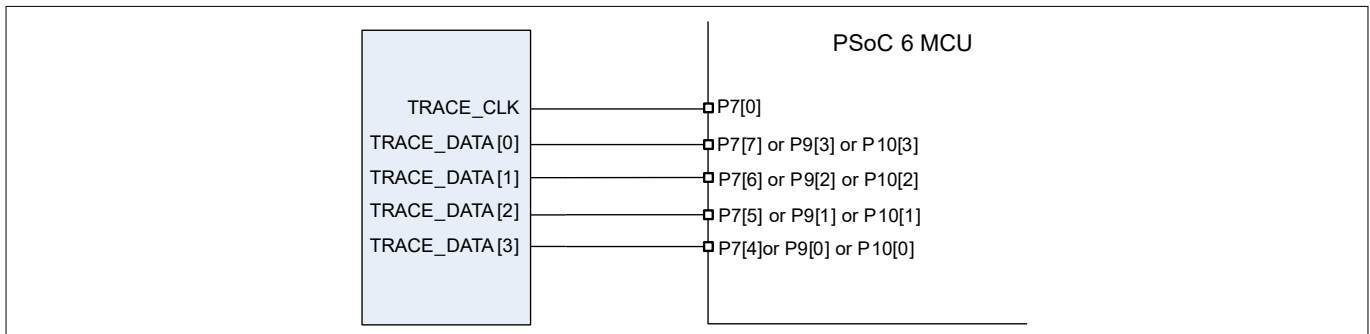 PSoC 6 MCU
TRACE_CLK P7[0]
TRACE_DATA[0] P7[7] or P9[3] or P10[3]
TRACE_DATA[1] P7[6] or P9[2] or P10[2]
TRACE_DATA[2] P7[5] or P9[1] or P10[1]
TRACE_DATA[3] P7[4]or P9[0] or P10[0]